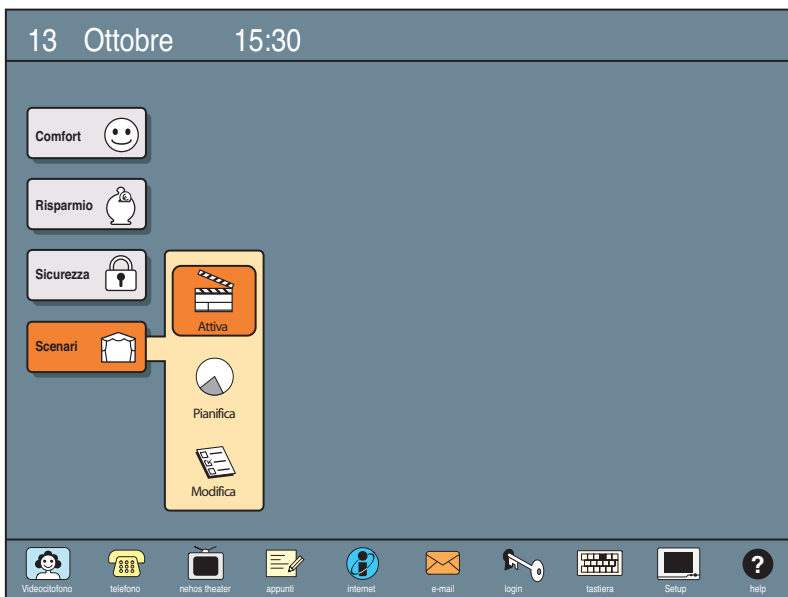 13 Ottobre 15:30
Comfort
Risparmio
Sicurezza
Scenari
Attiva
Pianifica
Modifica
Videocitofono telefono nehos theater appunti internet e-mail login tastiera Setup help